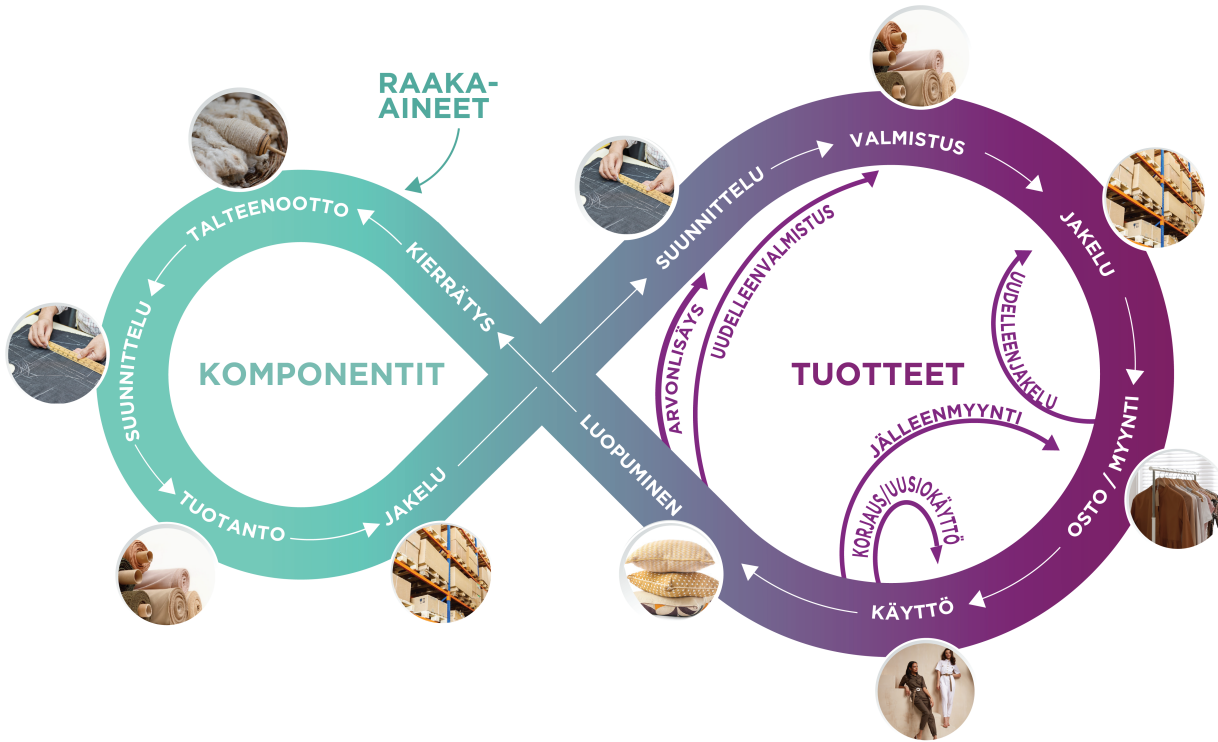 RAAKA-
AINEET
TALTEENOOTTO
KIERRÄTYS
SUUNNITTELU
KOMPONENTIT
TUOTANTO
JAKELU
SUUNNITTELU
VALMISTUS
JAKELU
OSTO / MYYNTI
KÄYTTÖ
LUOPUMINEN
TUOTTEET
ARVONLISÄYS
UUDELLEENVALMISTUS
UUDELLEENJAKELU
JÄLLEENMYYNTI
KORJAUS/UUSIOKÄYTTÖ